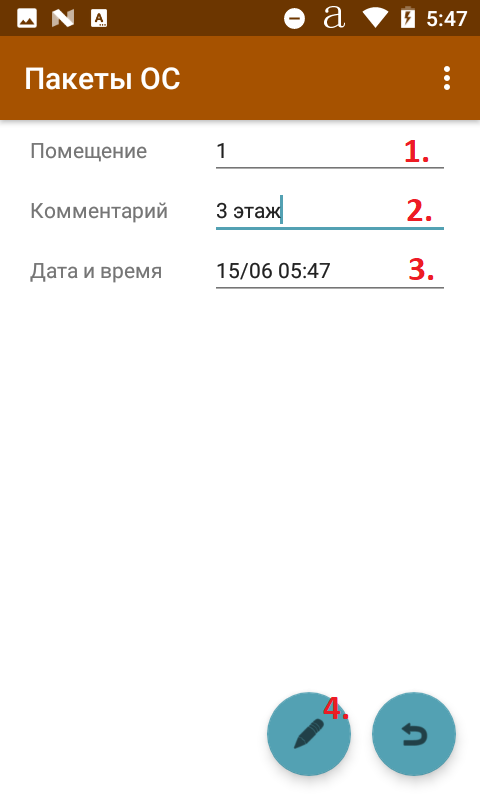 A a 5:47
Пакеты ОС
Помещение 1 1.
Комментарий 3 этаж 2.
Дата и время 15/06 05:47 3.
4.